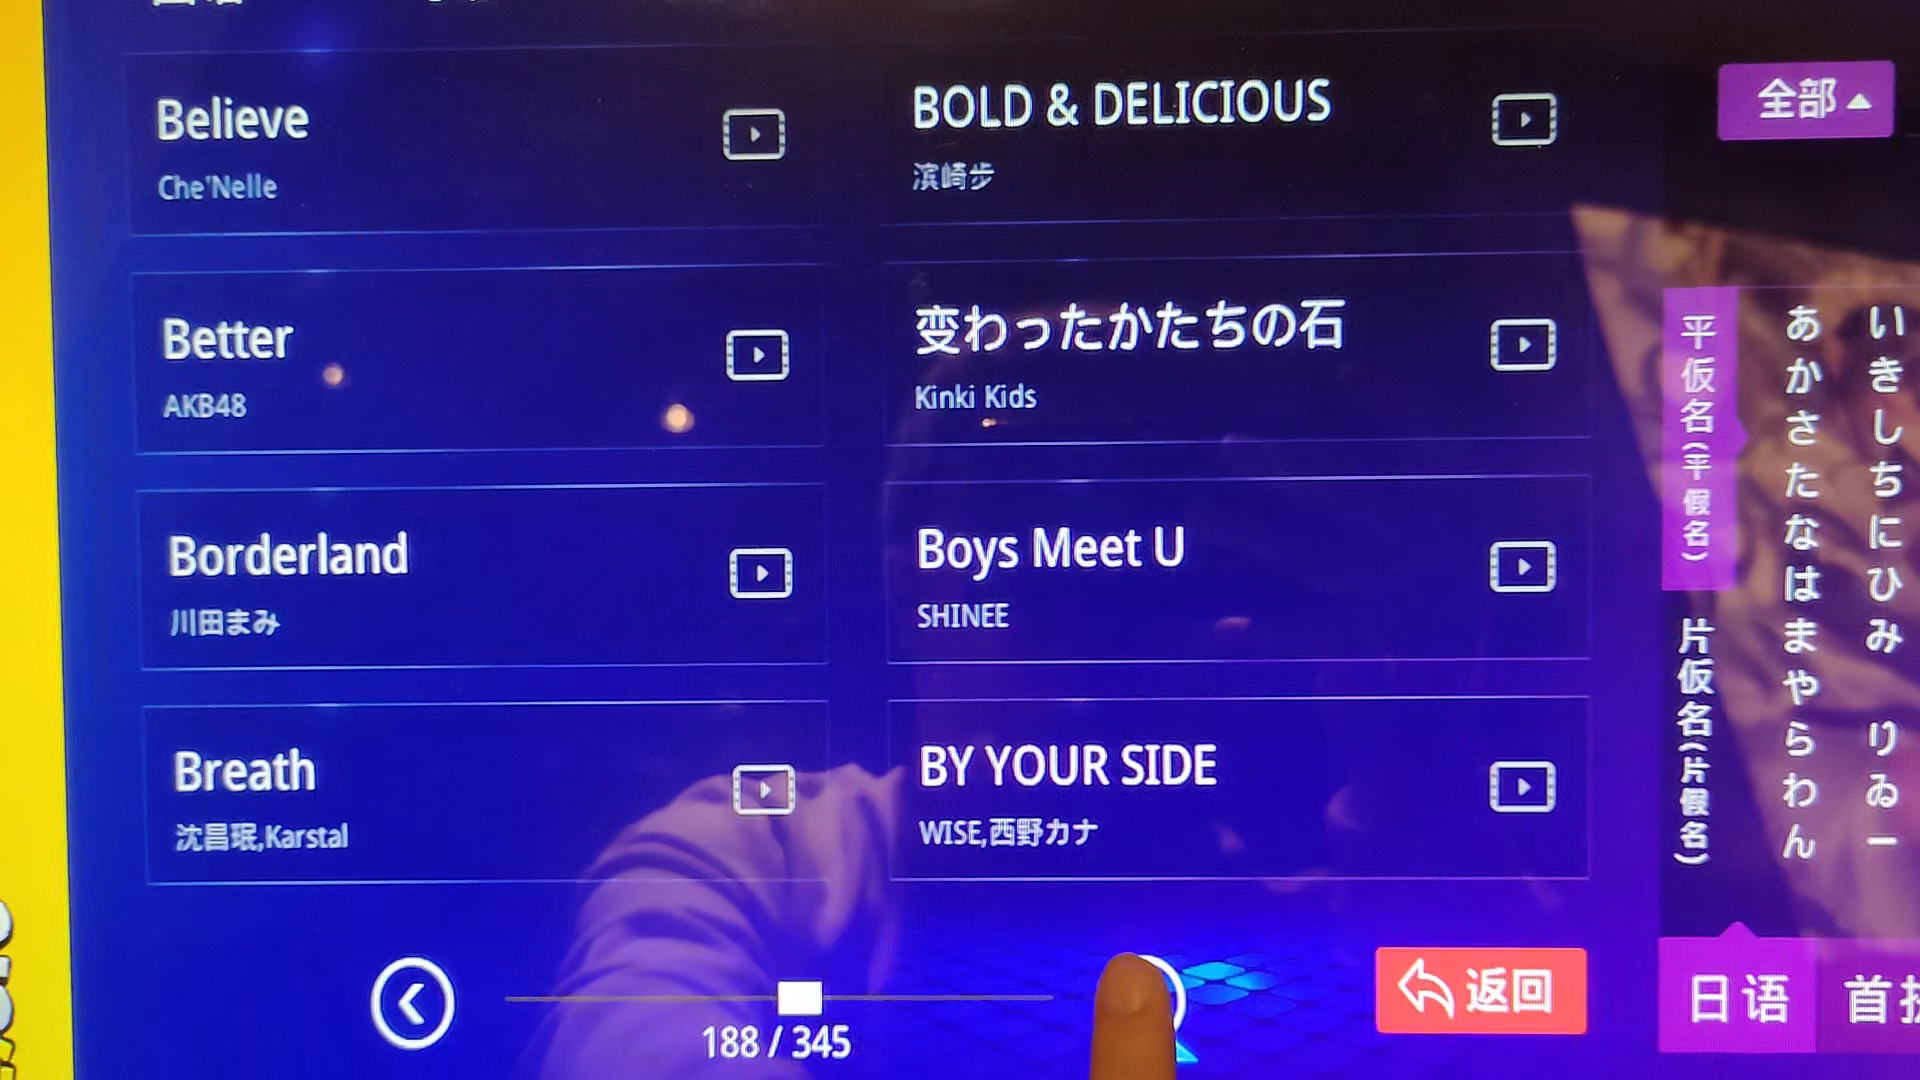 Believe
Che'Nelle
BOLD & DELICIOUS
滨崎步
全部
Better
AKB48
変わったかたちの石
Kinki Kids
Borderland
川田まみ
Boys Meet U
SHINEE
Breath
沈昌珉,Karstal
BY YOUR SIDE
WISE,西野カナ
188 / 345
返回
平仮名(平假名)
片仮名(片假名)
あかさたなはまやらわん
いきしちにひみ りゐー
日语
首